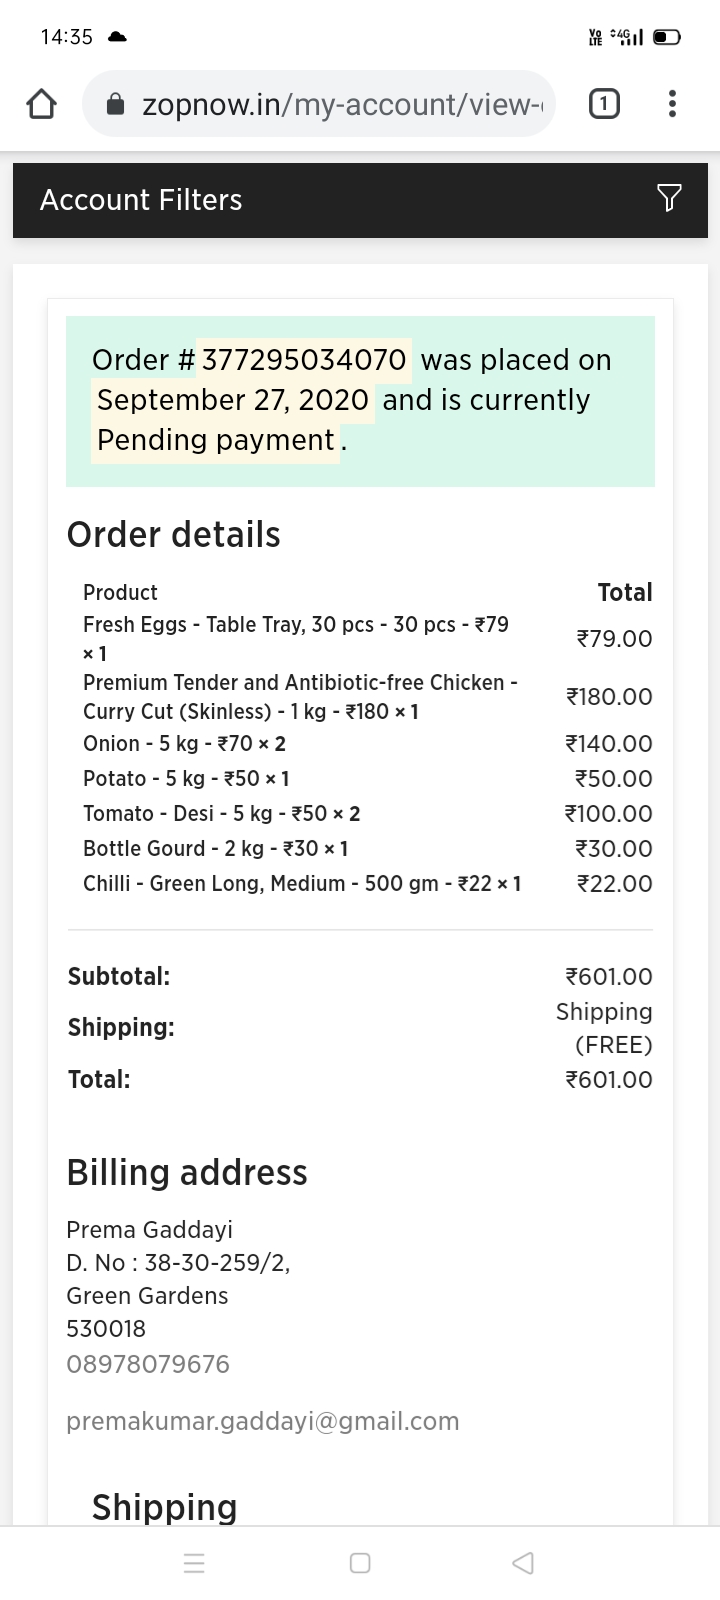 14:35
Vo LTE 4G
zopnow.in/my-account/view-
1
Account Filters
Order #377295034070 was placed on
September 27, 2020 and is currently
Pending payment.
Order details
Product Total
Fresh Eggs - Table Tray, 30 pcs - 30 pcs - ₹79
× 1 ₹79.00
Premium Tender and Antibiotic-free Chicken -
Curry Cut (Skinless) - 1 kg - ₹180 × 1 ₹180.00
Onion - 5 kg - ₹70 × 2 ₹140.00
Potato - 5 kg - ₹50 × 1 ₹50.00
Tomato - Desi - 5 kg - ₹50 × 2 ₹100.00
Bottle Gourd - 2 kg - ₹30 × 1 ₹30.00
Chilli - Green Long, Medium - 500 gm - ₹22 × 1 ₹22.00
Subtotal: ₹601.00
Shipping: Shipping
(FREE)
Total: ₹601.00
Billing address
Prema Gaddayi
D. No : 38-30-259/2,
Green Gardens
530018
08978079676
premakumar.gaddayi@gmail.com
Shipping